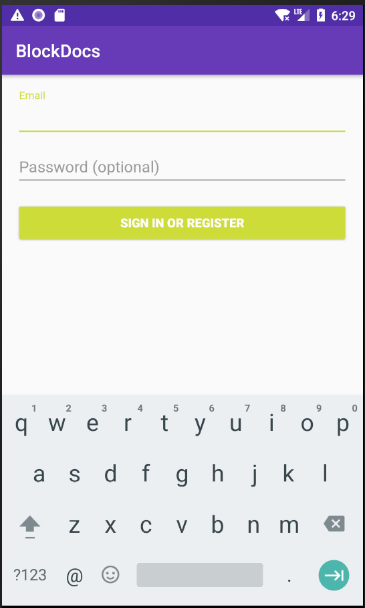 LTE 6:29
BlockDocs
Email
Password (optional)
SIGN IN OR REGISTER
1 2 3 4 5 6 7 8 9 0
q w e r t y u i o p
a s d f g h j k l
z x c v b n m
?123 @ .